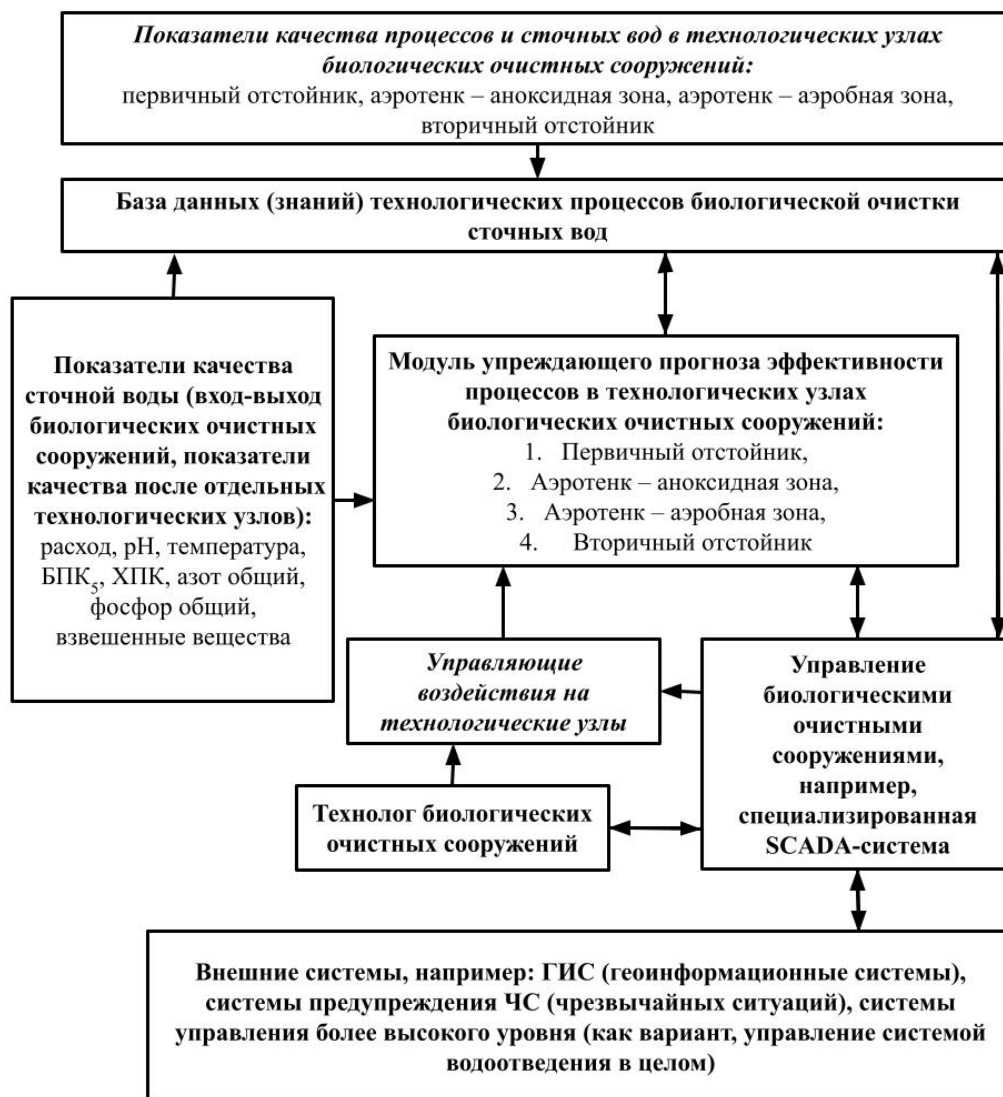 Показатели качества процессов и сточных вод в технологических узлах
биологических очистных сооружений:
первичный отстойник, аэротенк – аноксидная зона, аэротенк – аэробная зона,
вторичный отстойник
База данных (знаний) технологических процессов биологической очистки
сточных вод
Показатели качества
сточной воды (вход-выход
биологических очистных
сооружений, показатели
качества после отдельных
технологических узлов):
расход, pH, температура,
БПК5, ХПК, азот общий,
фосфор общий,
взвешенные вещества
Модуль упреждающего прогноза эффективности
процессов в технологических узлах
биологических очистных сооружений:
1. Первичный отстойник,
2. Аэротенк – аноксидная зона,
3. Аэротенк – аэробная зона,
4. Вторичный отстойник
Управляющие
воздействия на
технологические узлы
Управление
биологическими
очистными
сооружениями,
например,
специализированная
SCADA-система
Технолог биологических
очистных сооружений
Внешние системы, например: ГИС (геоинформационные системы),
системы предупреждения ЧС (чрезвычайных ситуаций), системы
управления более высокого уровня (как вариант, управление системой
водоотведения в целом)